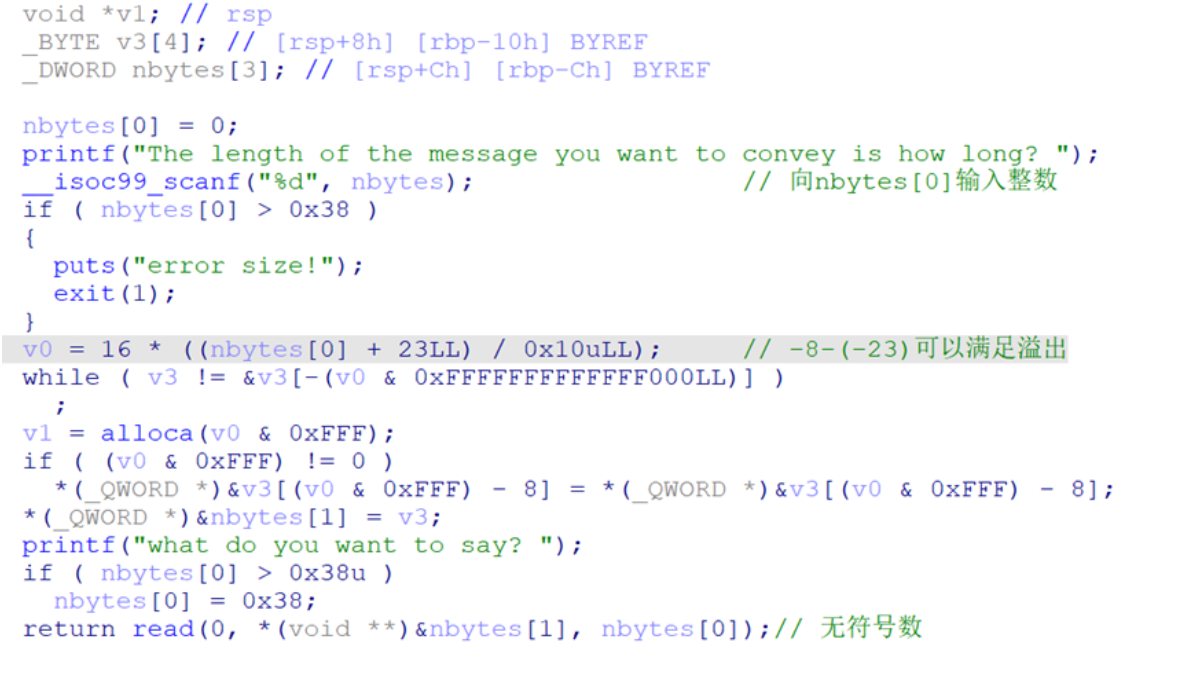 void *v1; // rsp
_BYTE v3[4]; // [rsp+8h] [rbp-10h] BYREF
_DWORD nbytes[3]; // [rsp+Ch] [rbp-Ch] BYREF
nbytes[0] = 0;
printf("The length of the message you want to convey is how long? ");
__isoc99_scanf("%d", nbytes); // 向nbytes[0]输入整数
if ( nbytes[0] > 0x38 )
{
puts("error size!");
exit(1);
}
v0 = 16 * ((nbytes[0] + 23LL) / 0x10uLL); // -8-(-23)可以满足溢出
while ( v3 != &v3[-(v0 & 0xFFFFFFFFFFFFF000LL)] )
;
v1 = alloca(v0 & 0xFFF);
if ( (v0 & 0xFFF) != 0 )
*(_QWORD *)&v3[(v0 & 0xFFF) - 8] = *(_QWORD *)&v3[(v0 & 0xFFF) - 8];
*(_QWORD *)&nbytes[1] = v3;
printf("what do you want to say? ");
if ( nbytes[0] > 0x38u )
nbytes[0] = 0x38;
return read(0, *(void **)&nbytes[1], nbytes[0]);// 无符号数